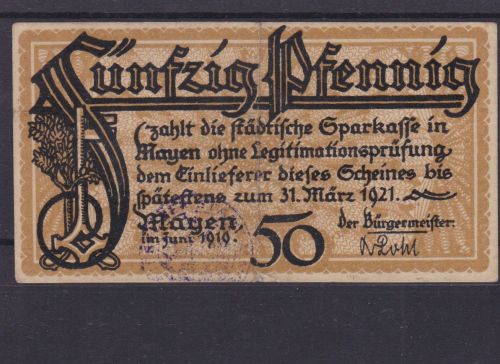 Fünfzig Pfennig
zahlt die städtische Sparkasse in
Mayen ohne Legitimationsprüfung
dem Einlieferer dieses Scheines bis
spätestens zum 31. März 1921.
Mayen,
im Juni 1919.
50
der Bürgermeister: